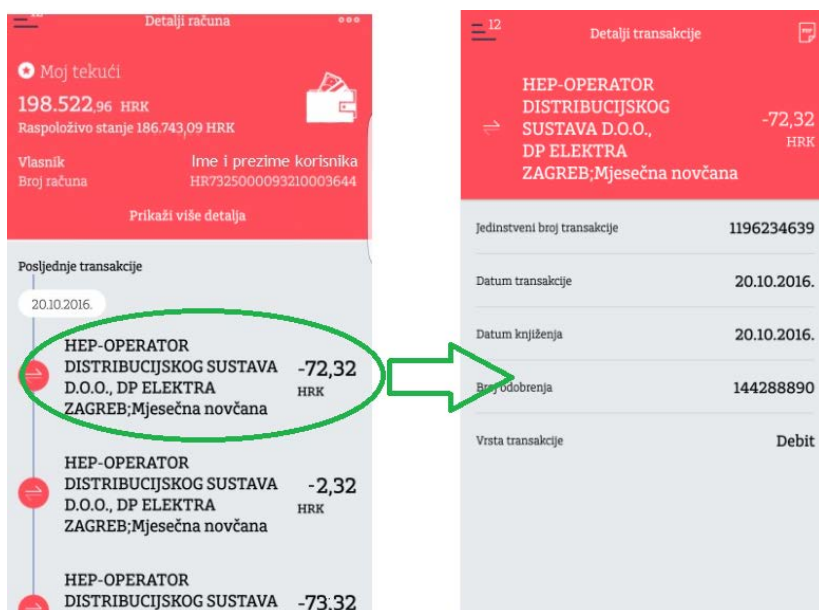 12
Detalji računa
Moj tekući
198.522,96 HRK
Raspoloživo stanje 186.743,09 HRK
Vlasnik Ime i prezime korisnika
Broj računa HR7325000093210003644
Prikaži više detalja
Posljednje transakcije
20.10.2016.
HEP-OPERATOR
DISTRIBUCIJSKOG SUSTAVA -72,32
D.O.O., DP ELEKTRA HRK
ZAGREB;Mjesečna novčana
HEP-OPERATOR
DISTRIBUCIJSKOG SUSTAVA -2,32
D.O.O., DP ELEKTRA HRK
ZAGREB;Mjesečna novčana
HEP-OPERATOR
DISTRIBUCIJSKOG SUSTAVA -73,32
12
Detalji transakcije
PDF
HEP-OPERATOR
DISTRIBUCIJSKOG
SUSTAVA D.O.O., -72,32
DP ELEKTRA HRK
ZAGREB;Mjesečna novčana
Jedinstveni broj transakcije 1196234639
Datum transakcije 20.10.2016.
Datum knjiženja 20.10.2016.
Broj odobrenja 144288890
Vrsta transakcije Debit